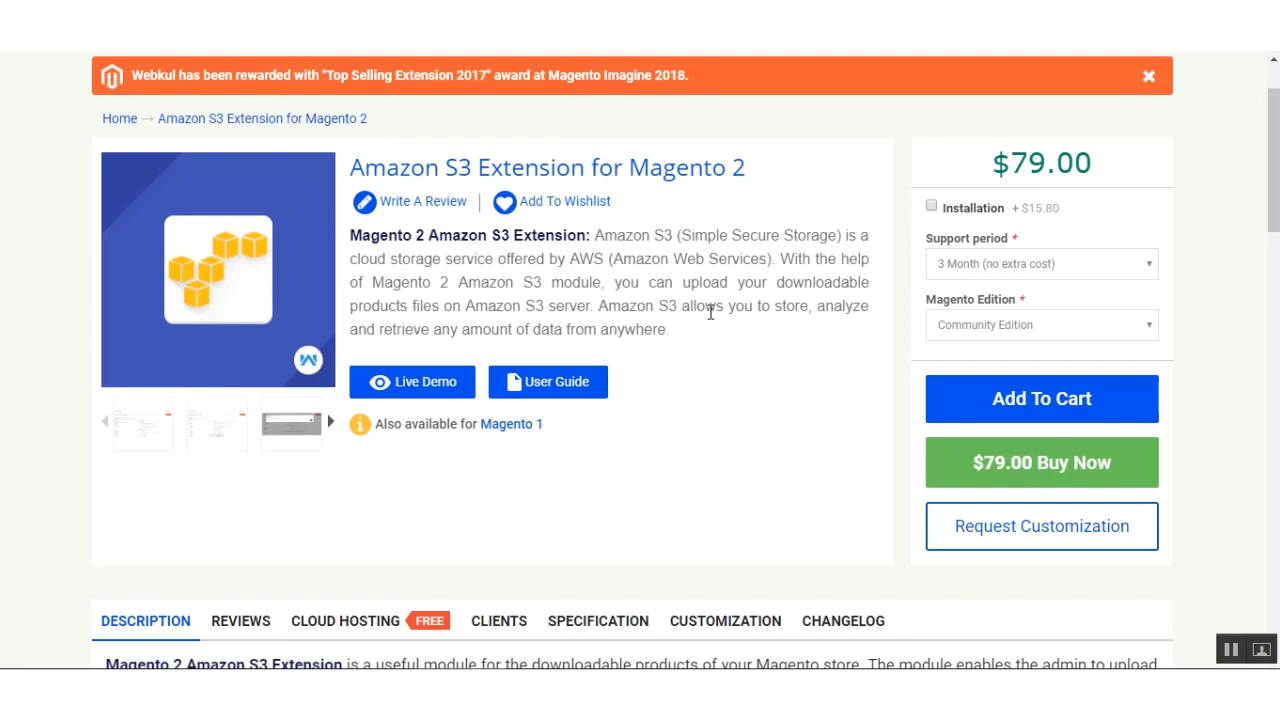 Webkul has been rewarded with "Top Selling Extension 2017" award at Magento Imagine 2018.
Home → Amazon S3 Extension for Magento 2
Amazon S3 Extension for Magento 2
Write A Review | Add To Wishlist
Magento 2 Amazon S3 Extension: Amazon S3 (Simple Secure Storage) is a
cloud storage service offered by AWS (Amazon Web Services). With the help
of Magento 2 Amazon S3 module, you can upload your downloadable
products files on Amazon S3 server. Amazon S3 allows you to store, analyze
and retrieve any amount of data from anywhere.
Live Demo
User Guide
Also available for Magento 1
$79.00
Installation + $15.80
Support period *
3 Month (no extra cost)
Magento Edition *
Community Edition
Add To Cart
$79.00 Buy Now
Request Customization
DESCRIPTION REVIEWS CLOUD HOSTING FREE CLIENTS SPECIFICATION CUSTOMIZATION CHANGELOG
Magento 2 Amazon S3 Extension is a useful module for the downloadable products of your Magento store. The module enables the admin to upload